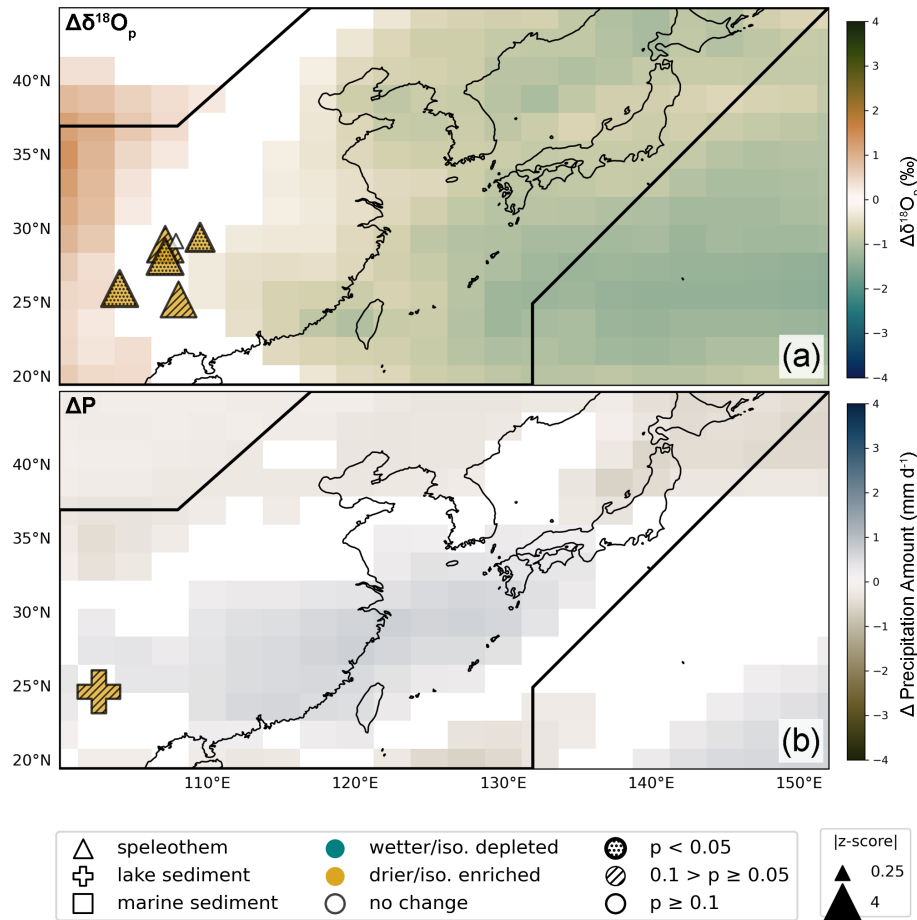 Δδ¹⁸Oₚ
40°N
35°N
30°N
25°N
20°N
(a)
4
3
2
1
0
−1
−2
−3
−4
Δδ¹⁸Oₚ (‰)
ΔP
40°N
35°N
30°N
25°N
20°N
(b)
4
3
2
1
0
−1
−2
−3
−4
Δ Precipitation Amount (mm d⁻¹)
110°E 120°E 130°E 140°E 150°E
speleothem wetter/iso. depleted p < 0.05
lake sediment drier/iso. enriched 0.1 > p ≥ 0.05
marine sediment no change p ≥ 0.1
|z-score|
0.25
4